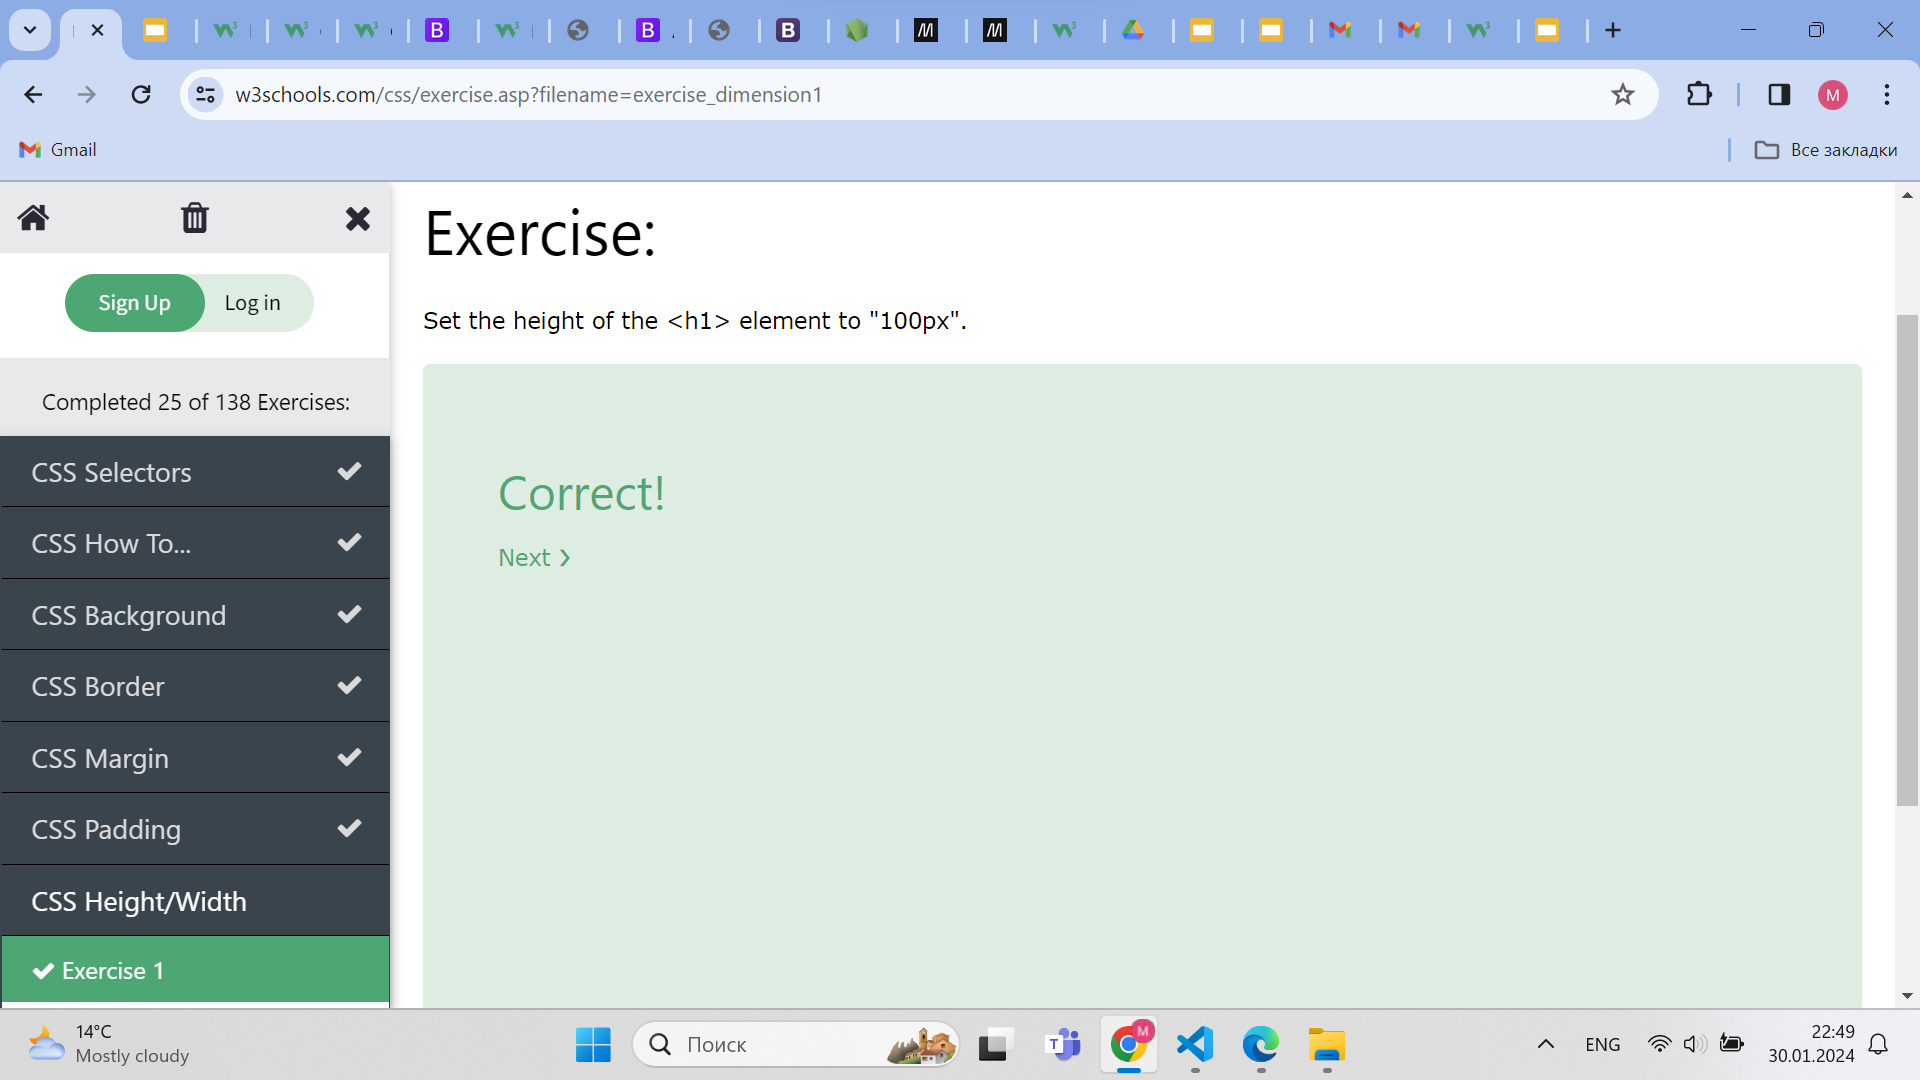 w3schools.com/css/exercise.asp?filename=exercise_dimension1
M
Gmail
Все закладки
Sign Up
Log in
Completed 25 of 138 Exercises:
CSS Selectors
CSS How To...
CSS Background
CSS Border
CSS Margin
CSS Padding
CSS Height/Width
Exercise 1
Exercise:
Set the height of the <h1> element to "100px".
Correct!
Next ❯
14°C
Mostly cloudy
Поиск
ENG
22:49
30.01.2024